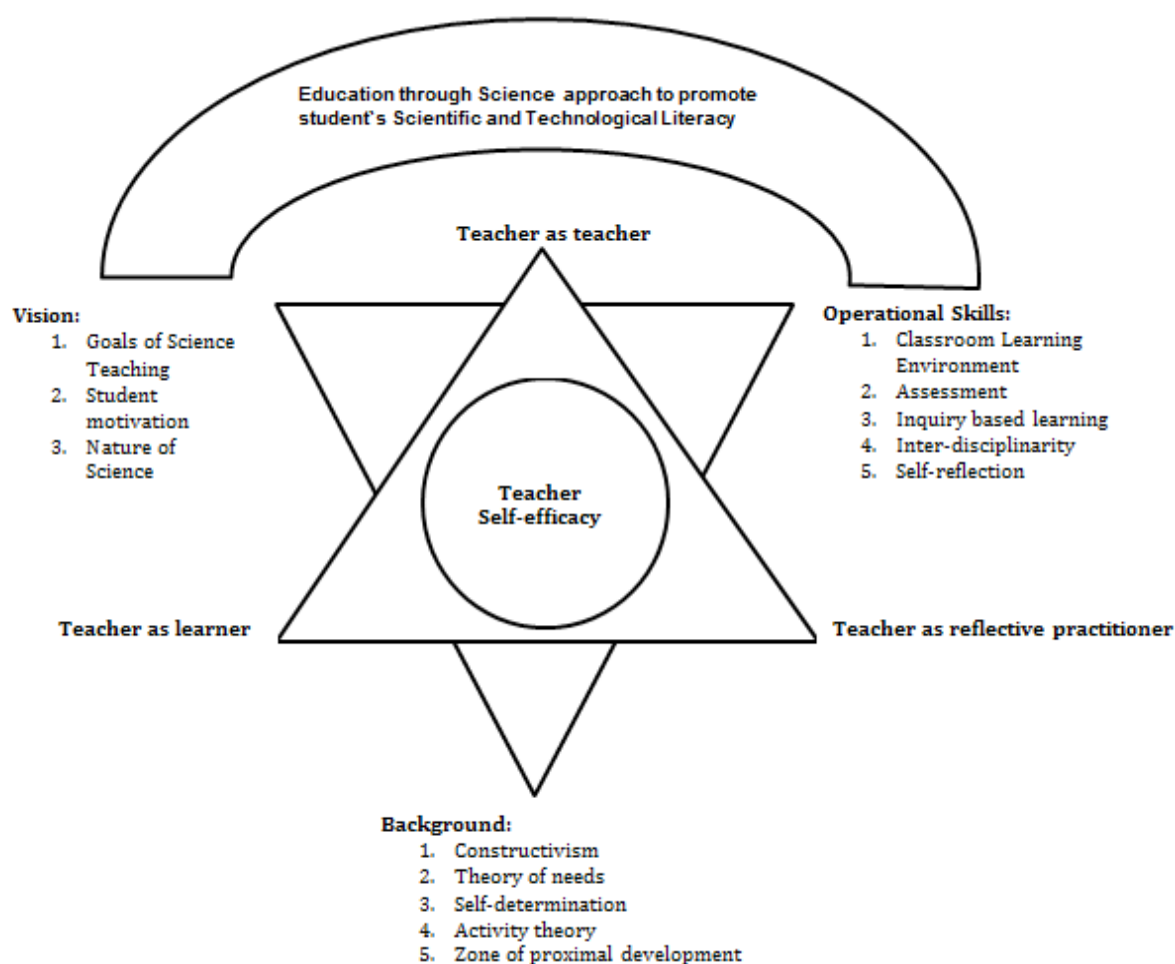 Education through Science approach to promote
student`s Scientific and Technological Literacy
Teacher as teacher
Vision:
1. Goals of Science
Teaching
2. Student
motivation
3. Nature of
Science
Operational Skills:
1. Classroom Learning
Environment
2. Assessment
3. Inquiry based learning
4. Inter-disciplinarity
5. Self-reflection
Teacher
Self-efficacy
Teacher as learner
Teacher as reflective practitioner
Background:
1. Constructivism
2. Theory of needs
3. Self-determination
4. Activity theory
5. Zone of proximal development